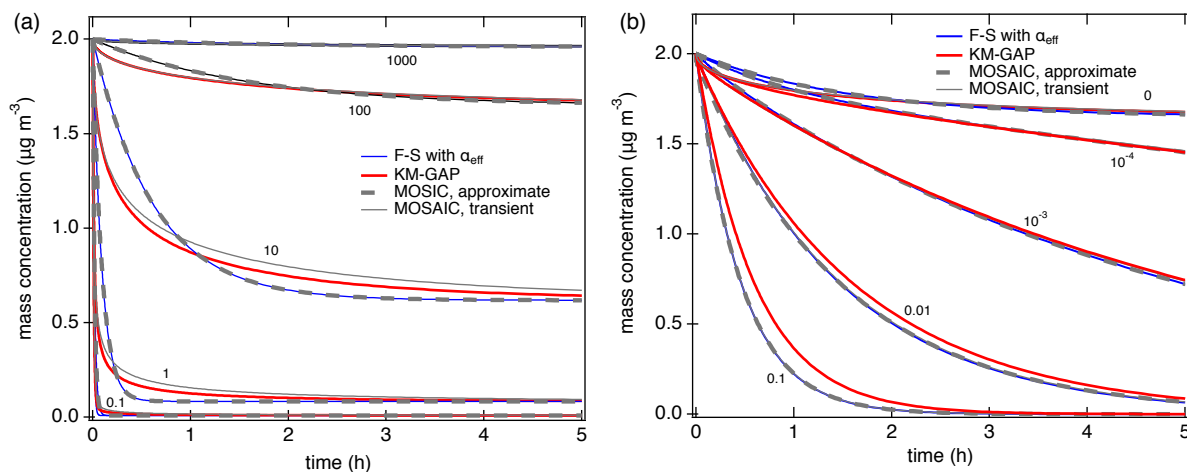 (a)
mass concentration (µg m-3)
2.0
1.5
1.0
0.5
0.0
1000
100
F-S with αeff
KM-GAP
MOSIC, approximate
MOSAIC, transient
10
1
0.1
0
1
2
3
4
5
time (h)
(b)
mass concentration (µg m-3)
2.0
1.5
1.0
0.5
0.0
F-S with αeff
KM-GAP
MOSAIC, approximate
MOSAIC, transient
0
10-4
10-3
0.01
0.1
0
1
2
3
4
5
time (h)